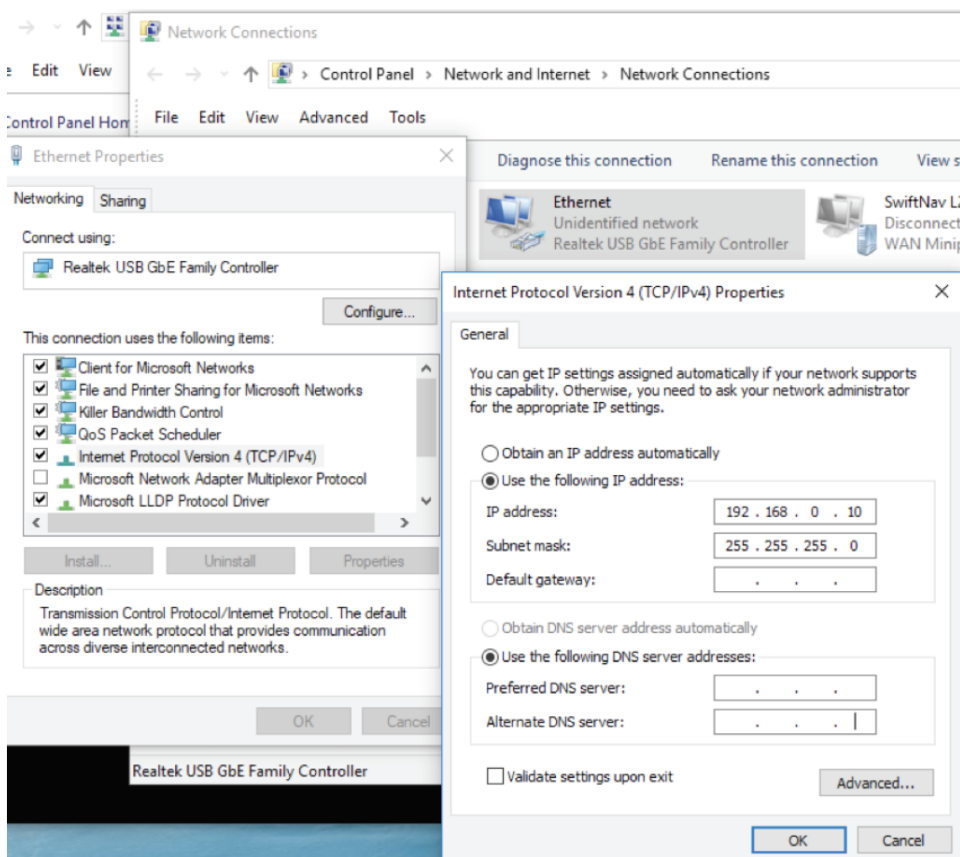 Edit View
Control Panel Hom
Network Connections
Control Panel > Network and Internet > Network Connections
File Edit View Advanced Tools
Diagnose this connection Rename this connection View s
Ethernet
Unidentified network
Realtek USB GbE Family Controller
SwiftNav L2
Disconnect
WAN Minip
Ethernet Properties
Networking Sharing
Connect using:
Realtek USB GbE Family Controller
Configure...
This connection uses the following items:
Client for Microsoft Networks
File and Printer Sharing for Microsoft Networks
Killer Bandwidth Control
QoS Packet Scheduler
Internet Protocol Version 4 (TCP/IPv4)
Microsoft Network Adapter Multiplexor Protocol
Microsoft LLDP Protocol Driver
Install... Uninstall Properties
Description
Transmission Control Protocol/Internet Protocol. The default
wide area network protocol that provides communication
across diverse interconnected networks.
OK Cancel
Realtek USB GbE Family Controller
Internet Protocol Version 4 (TCP/IPv4) Properties
General
You can get IP settings assigned automatically if your network supports
this capability. Otherwise, you need to ask your network administrator
for the appropriate IP settings.
Obtain an IP address automatically
Use the following IP address:
IP address: 192 . 168 . 0 . 10
Subnet mask: 255 . 255 . 255 . 0
Default gateway: . . .
Obtain DNS server address automatically
Use the following DNS server addresses:
Preferred DNS server: . . .
Alternate DNS server: . . .
Validate settings upon exit
Advanced...
OK Cancel